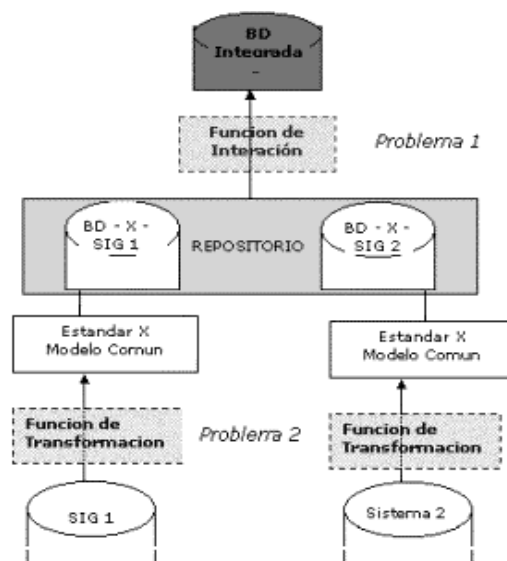 BD
Integrada
-
Funcion de
Interación
Problema 1
BD - X -
SIG 1
REPOSITORIO
BD - X -
SIG 2
Estandar X
Modelo Comun
Estandar X
Modelo Comun
Funcion de
Transformacion
Problema 2
Funcion de
Transformacion
SIG 1
Sistema 2